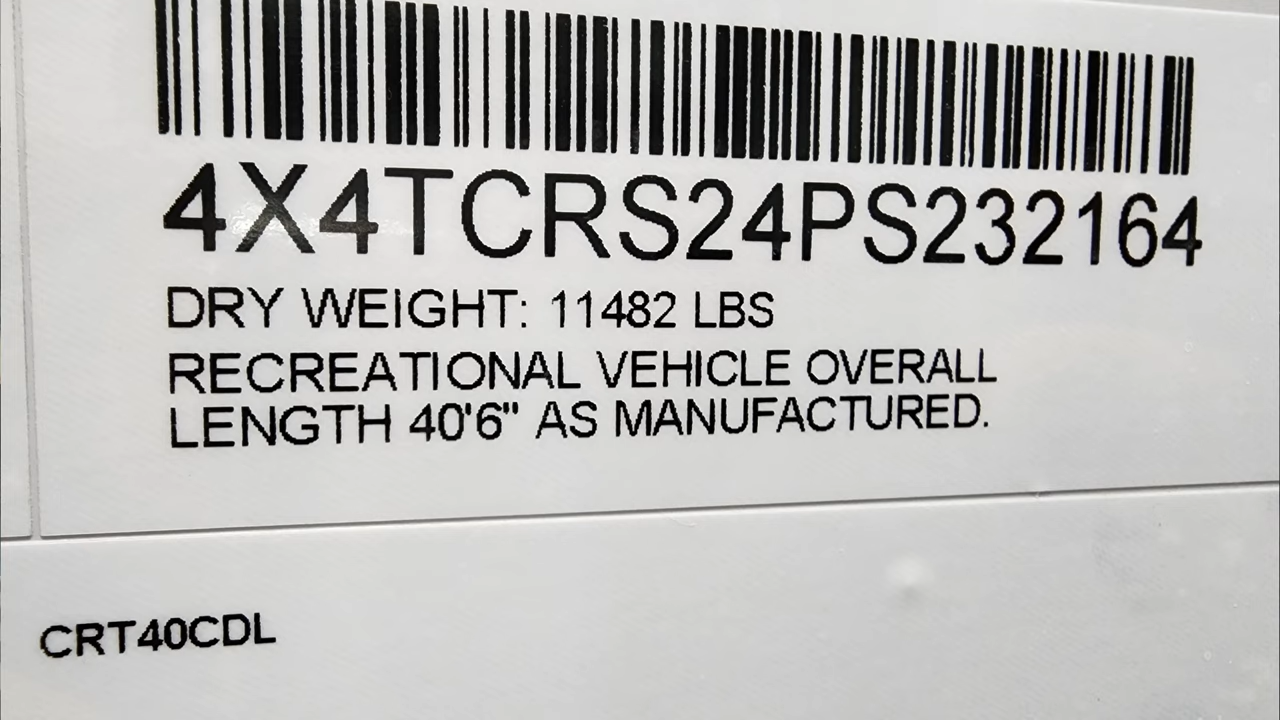 4X4TCRS24PS232164
DRY WEIGHT: 11482 LBS
RECREATIONAL VEHICLE OVERALL
LENGTH 40'6" AS MANUFACTURED.
CRT40CDL